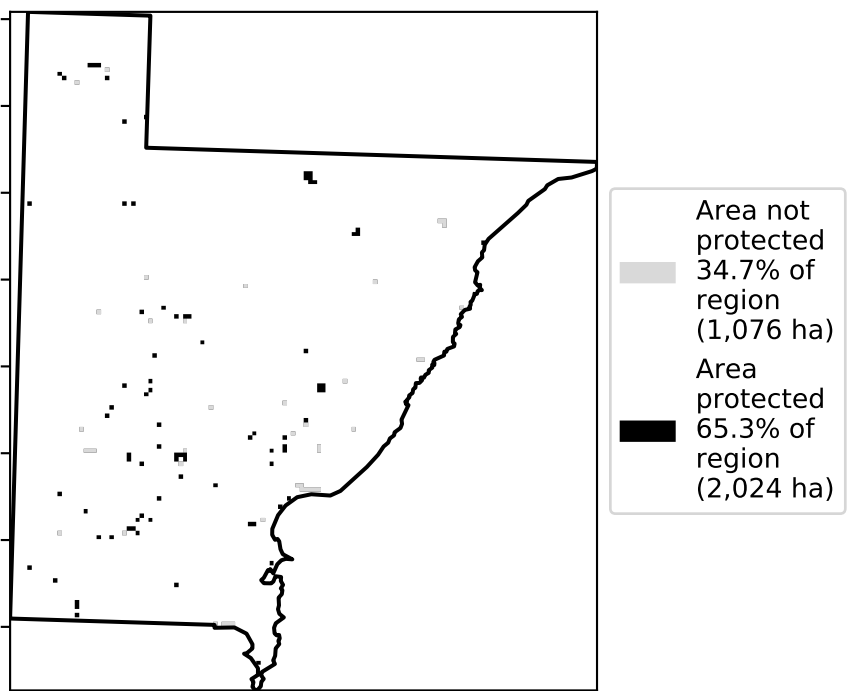 Area not
protected
34.7% of
region
(1,076 ha)
Area
protected
65.3% of
region
(2,024 ha)